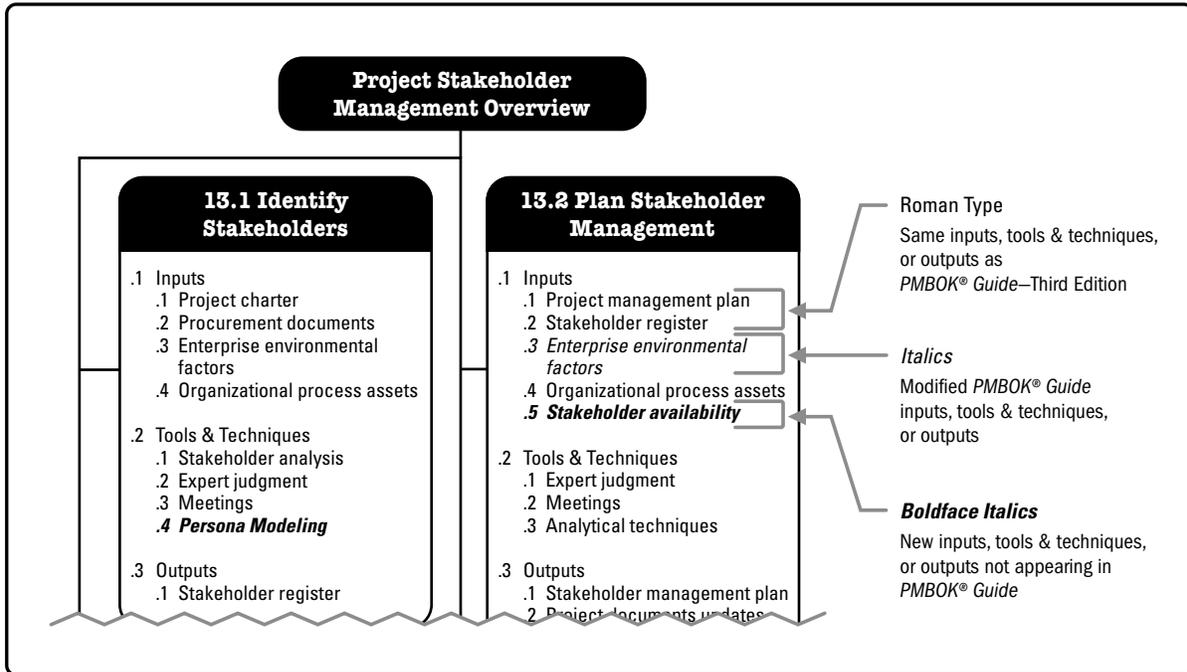 Project Stakeholder
Management Overview
13.1 Identify
Stakeholders
.1 Inputs
.1 Project charter
.2 Procurement documents
.3 Enterprise environmental
factors
.4 Organizational process assets
.2 Tools & Techniques
.1 Stakeholder analysis
.2 Expert judgment
.3 Meetings
.4 Persona Modeling
.3 Outputs
.1 Stakeholder register
13.2 Plan Stakeholder
Management
.1 Inputs
.1 Project management plan
.2 Stakeholder register
.3 Enterprise environmental
factors
.4 Organizational process assets
.5 Stakeholder availability
.2 Tools & Techniques
.1 Expert judgment
.2 Meetings
.3 Analytical techniques
.3 Outputs
.1 Stakeholder management plan
.2 Project documents updates
Roman Type
Same inputs, tools & techniques,
or outputs as
PMBOK® Guide—Third Edition
Italics
Modified PMBOK® Guide
inputs, tools & techniques,
or outputs
Boldface Italics
New inputs, tools & techniques,
or outputs not appearing in
PMBOK® Guide